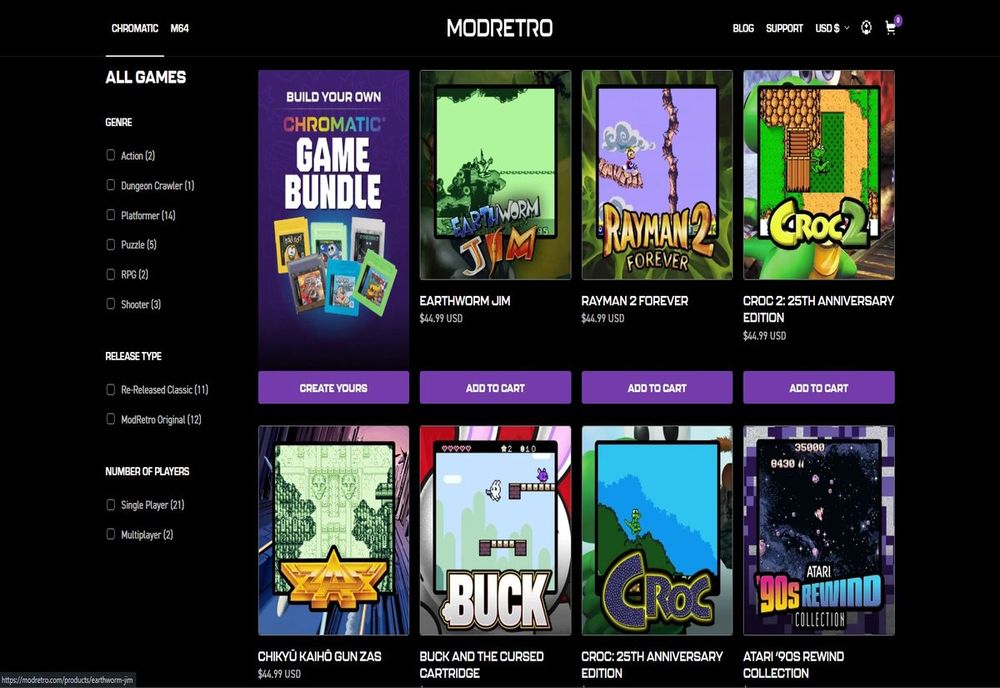 CHROMATIC M64 MODRETRO BLOG SUPPORT USD $ 0
ALL GAMES
GENRE
Action (2)
Dungeon Crawler (1)
Platformer (14)
Puzzle (5)
RPG (2)
Shooter (3)
RELEASE TYPE
Re-Released Classic (11)
ModRetro Original (12)
NUMBER OF PLAYERS
Single Player (21)
Multiplayer (2)
BUILD YOUR OWN
CHROMATIC
GAME
BUNDLE
CREATE YOURS
EARTHWORM
JIM
95
EARTHWORM JIM
$44.99 USD
ADD TO CART
RAYMAN 2
FOREVER
RAYMAN 2 FOREVER
$44.99 USD
ADD TO CART
CROC 2
CROC 2: 25TH ANNIVERSARY
EDITION
$44.99 USD
ADD TO CART
ZAS
CHIKYŪ KAIHŌ GUN ZAS
$44.99 USD
2 10
BUCK
BUCK AND THE CURSED
CARTRIDGE
CROC
CROC: 25TH ANNIVERSARY
EDITION
35000
8430
ATARI
'90S REWIND
COLLECTION
ATARI '90S REWIND
COLLECTION
https://modretro.com/products/earthworm-jim